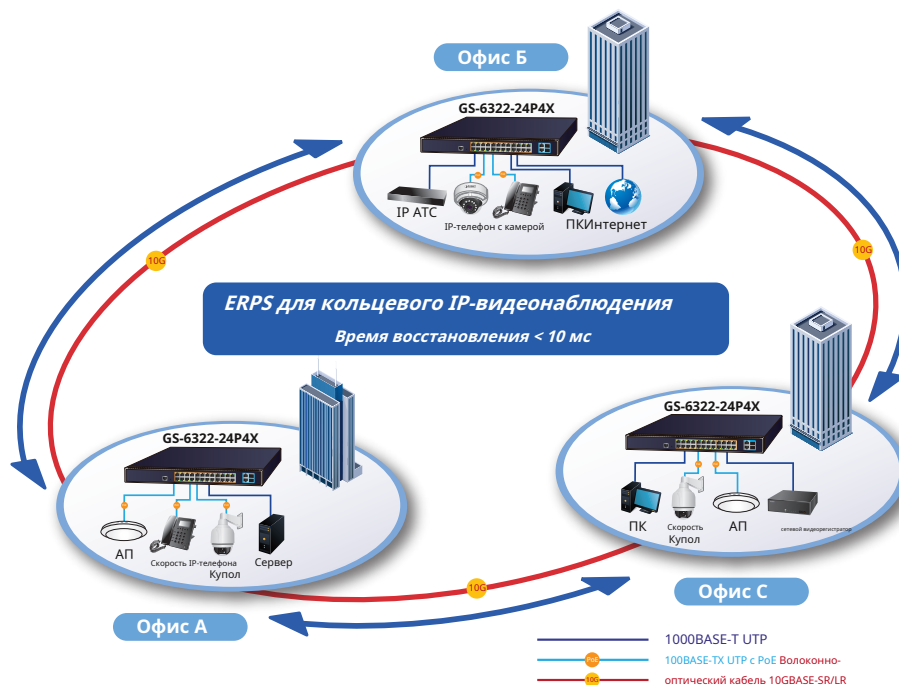 Офис Б
GS-6322-24P4X
IP АТС
IP-телефон с камерой
ПКИнтернет
10G
10G
ERPS для кольцевого IP-видеонаблюдения
Время восстановления < 10 мс
GS-6322-24P4X
АП
Скорость IP-телефона
Купол
Сервер
GS-6322-24P4X
ПК
Скорость
Купол
АП
сетевой видеорегистратор
10G
Офис А
Офис С
1000BASE-T UTP
PoE
100BASE-TX UTP с PoE Волоконно-
10G
оптический кабель 10GBASE-SR/LR